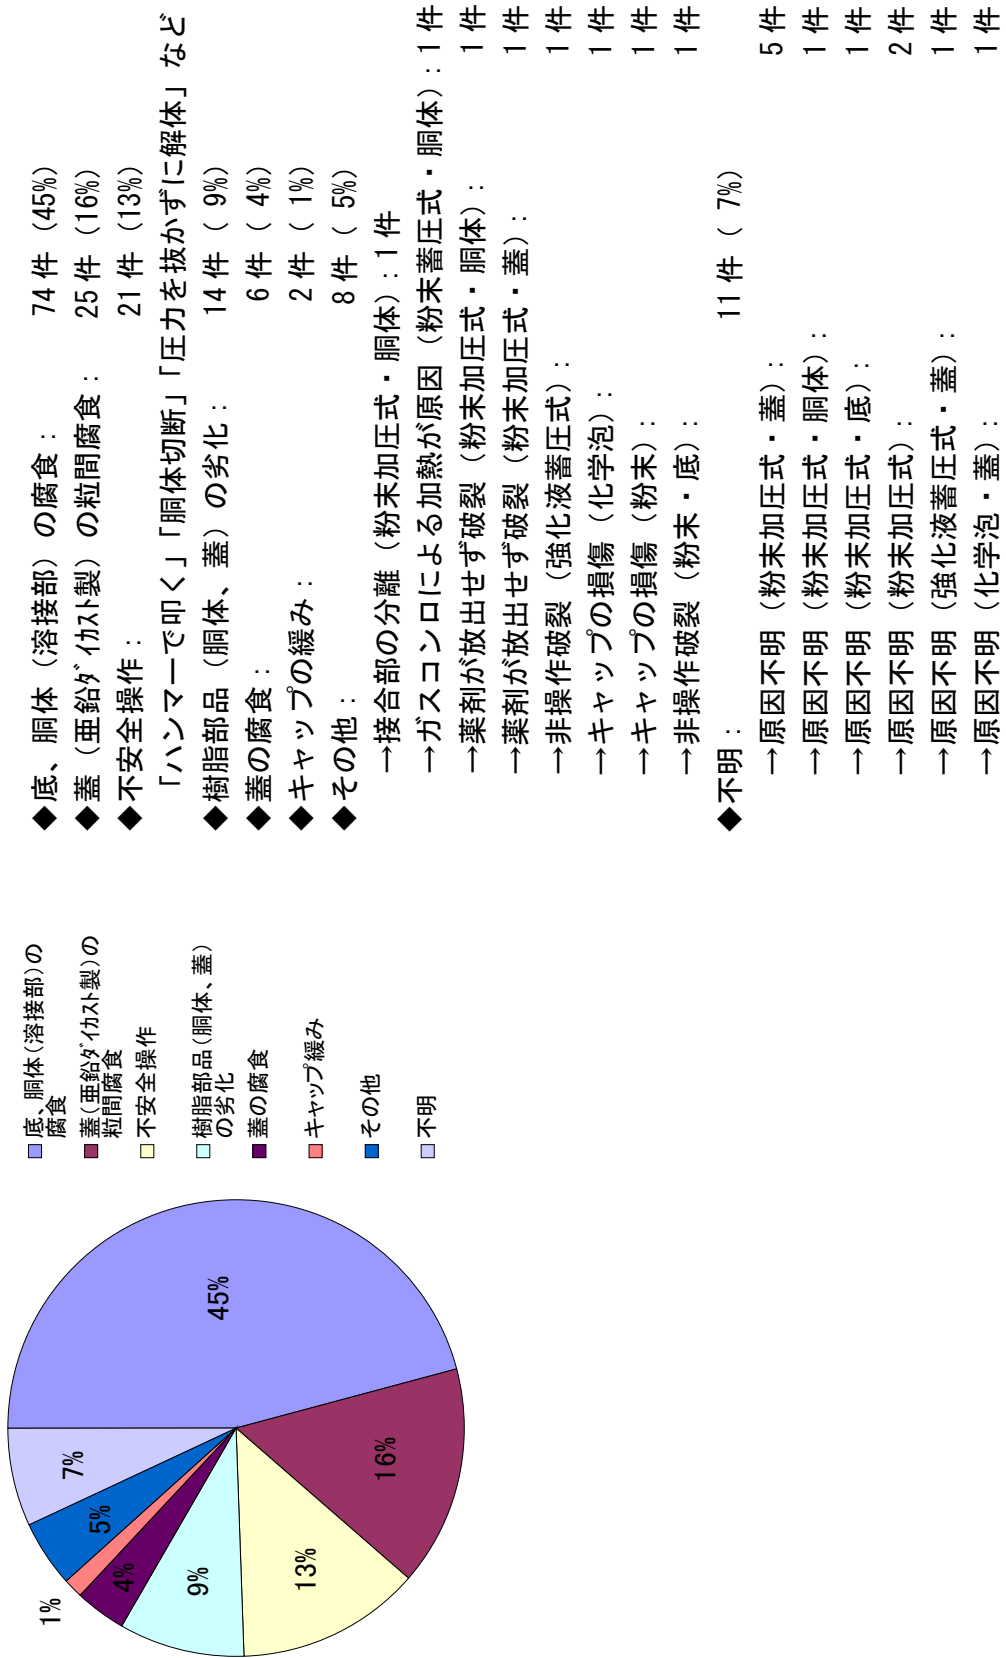 45%
16%
13%
9%
4%
1%
5%
7%
底、胴体(溶接部)の
腐食
蓋(亜鉛ﾀﾞｲｶｽﾄ製)の
粒間腐食
不安全操作
樹脂部品(胴体、蓋)
の劣化
蓋の腐食
キャップ緩み
その他
不明
◆底、胴体（溶接部）の腐食： 74 件 (45%)
◆蓋（亜鉛ﾀﾞｲｶｽﾄ製）の粒間腐食： 25 件 (16%)
◆不安全操作： 21 件 (13%)
「ハンマーで叩く」「胴体切断」「圧力を抜かずに解体」など
◆樹脂部品（胴体、蓋）の劣化： 14 件 ( 9%)
◆蓋の腐食： 6 件 ( 4%)
◆キャップの緩み： 2 件 ( 1%)
◆その他： 8 件 ( 5%)
→接合部の分離（粉末加圧式・胴体）：1 件
→ガスコンロによる加熱が原因（粉末蓄圧式・胴体）：1 件
→薬剤が放出せず破裂（粉末加圧式・胴体）： 1 件
→薬剤が放出せず破裂（粉末加圧式・蓋）： 1 件
→非操作破裂（強化液蓄圧式）： 1 件
→キャップの損傷（化学泡）： 1 件
→キャップの損傷（粉末）： 1 件
→非操作破裂（粉末・底）： 1 件
◆不明： 11 件 ( 7%)
→原因不明（粉末加圧式・蓋）： 5 件
→原因不明（粉末加圧式・胴体）： 1 件
→原因不明（粉末加圧式・底）： 1 件
→原因不明（粉末加圧式）： 2 件
→原因不明（強化液蓄圧式・蓋）： 1 件
→原因不明（化学泡・蓋）： 1 件